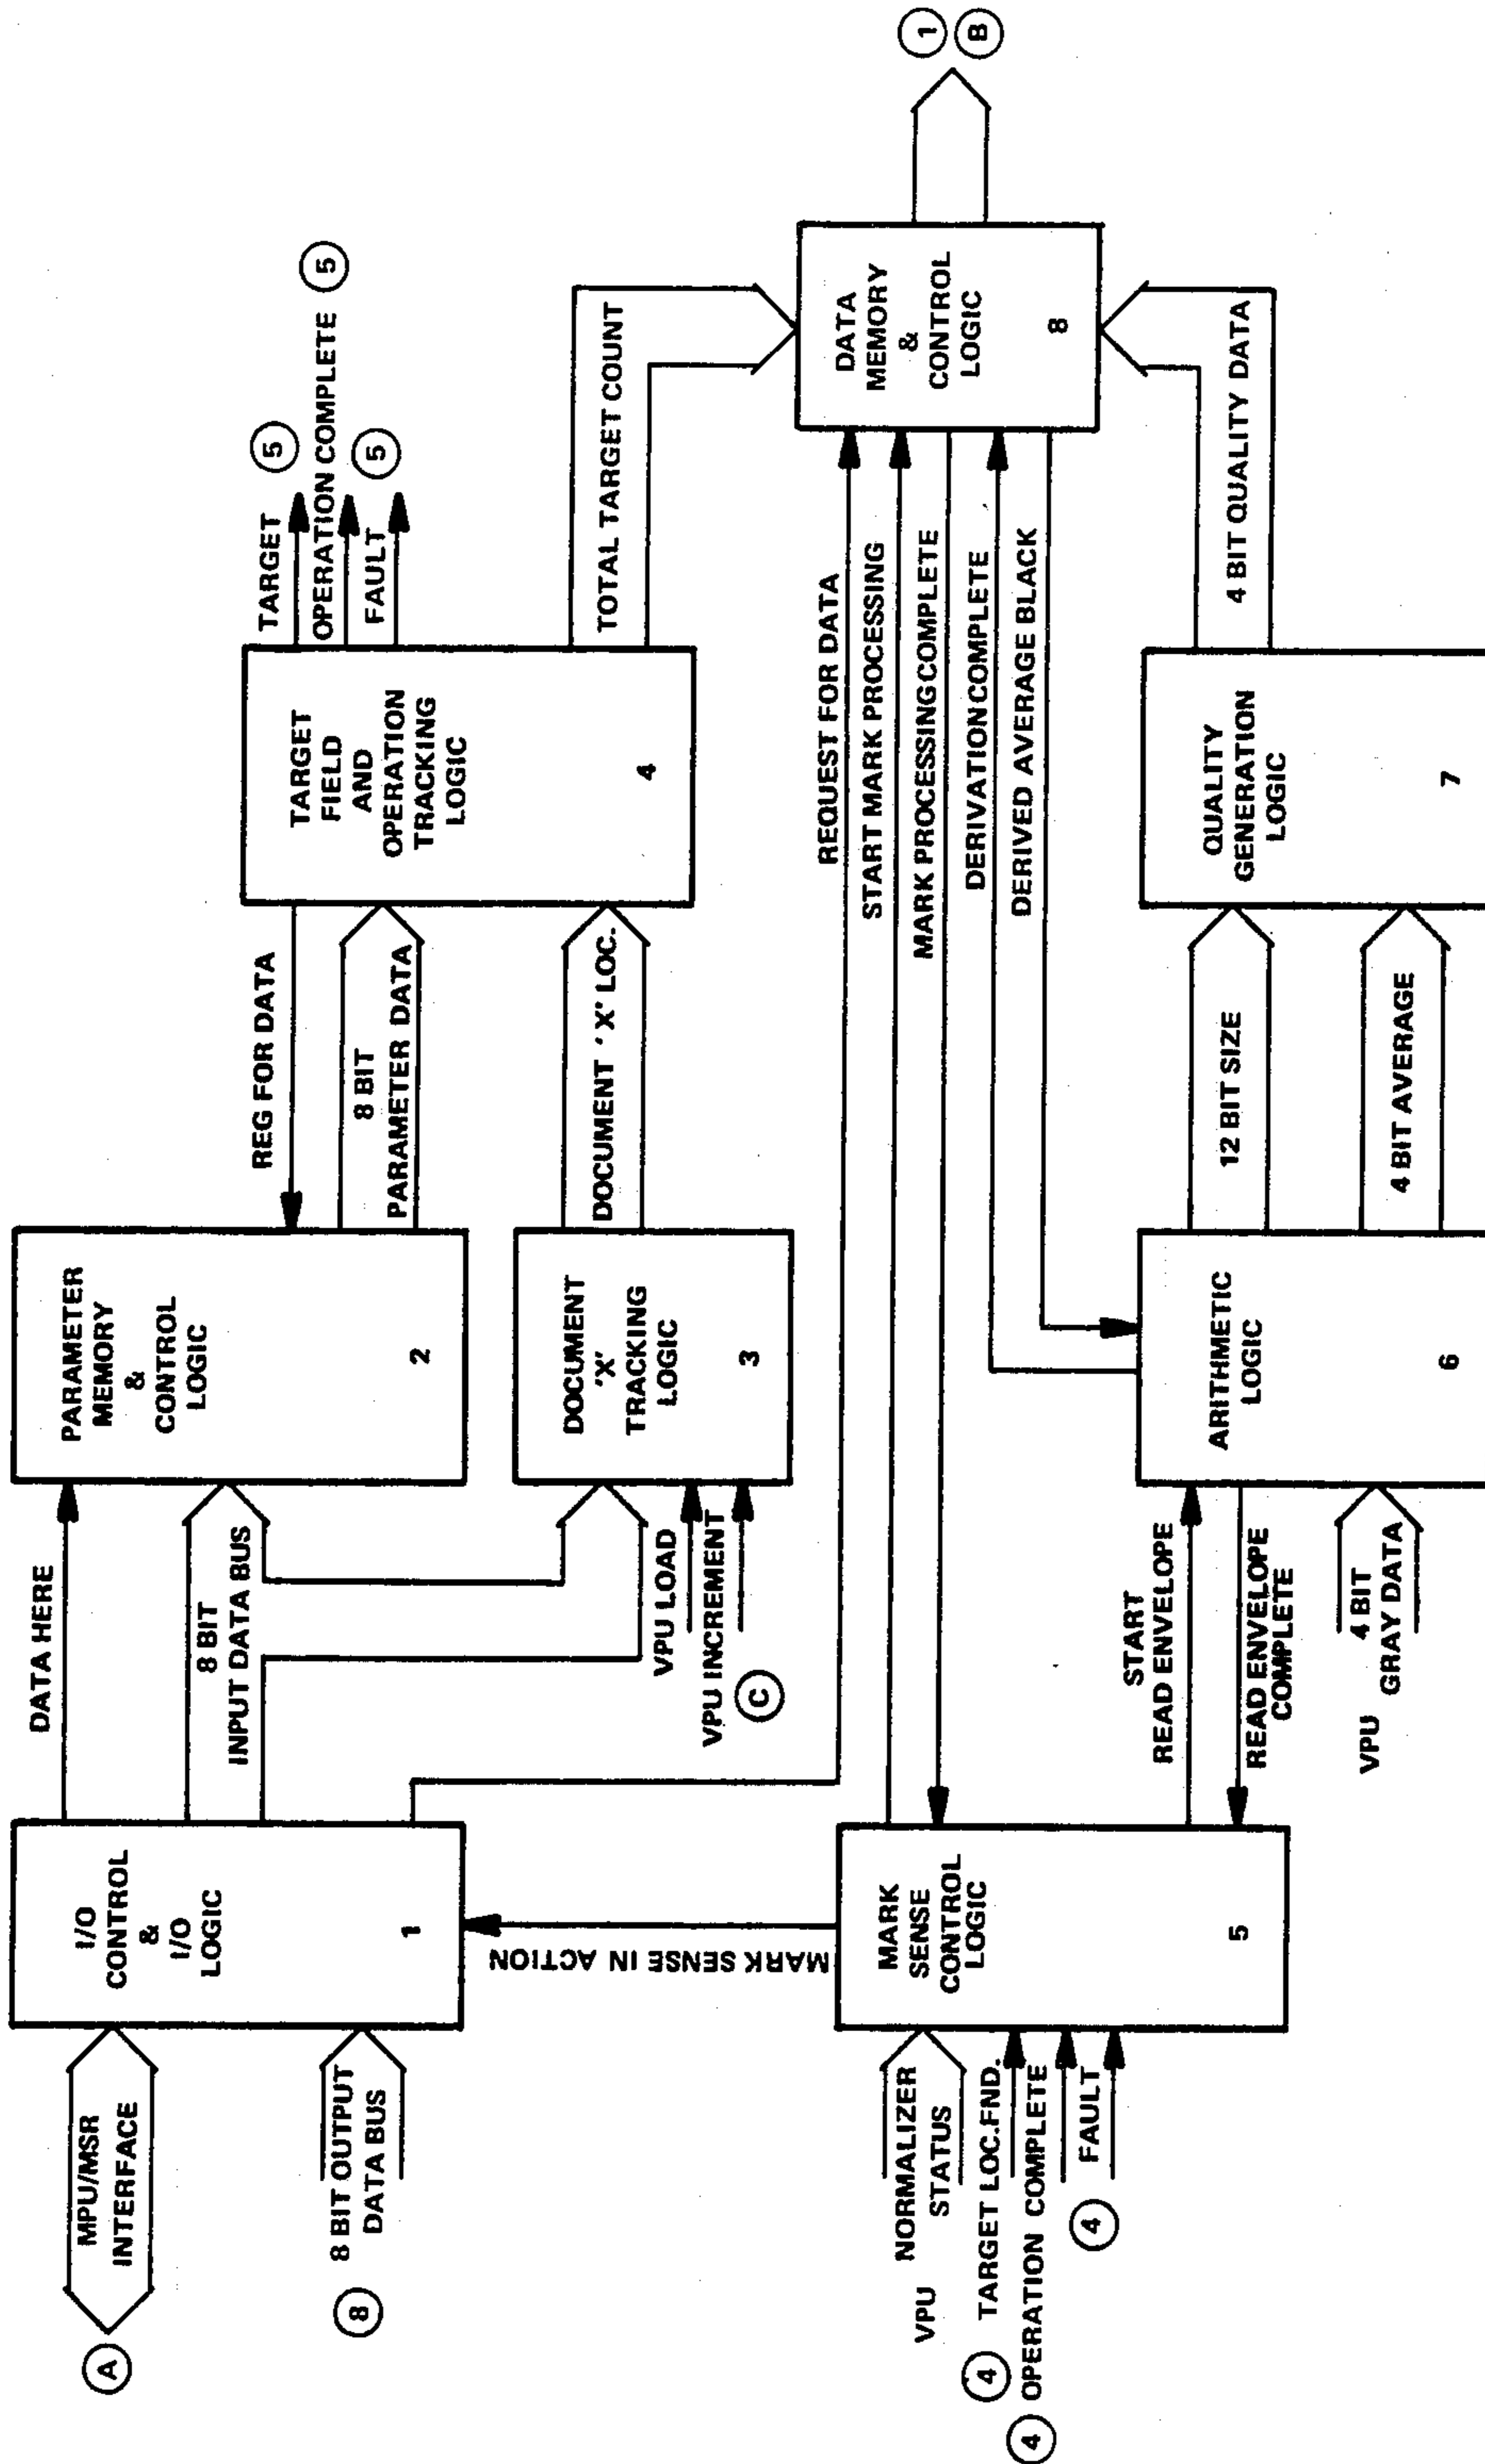 A
MPU/MSR
INTERFACE
8
8 BIT OUTPUT
DATA BUS
I/O
CONTROL
&
I/O
LOGIC
1
DATA HERE
8 BIT
INPUT DATA BUS
PARAMETER
MEMORY
&
CONTROL
LOGIC
2
REG FOR DATA
8 BIT
PARAMETER DATA
VPU LOAD
VPU INCREMENT
C
DOCUMENT
'X'
TRACKING
LOGIC
3
DOCUMENT 'X' LOC.
TARGET
FIELD
AND
OPERATION
TRACKING
LOGIC
4
TARGET 5
OPERATION COMPLETE 5
FAULT 5
TOTAL TARGET COUNT
MARK SENSE IN ACTION
VPU NORMALIZER
STATUS
4 TARGET LOC.FND.
4 OPERATION COMPLETE
4 FAULT
MARK
SENSE
CONTROL
LOGIC
5
REQUEST FOR DATA
START MARK PROCESSING
MARK PROCESSING COMPLETE
DERIVATION COMPLETE
DERIVED AVERAGE BLACK
DATA
MEMORY
&
CONTROL
LOGIC
8
1
B
START
READ ENVELOPE
READ ENVELOPE
COMPLETE
VPU 4 BIT
GRAY DATA
ARITHMETIC
LOGIC
6
12 BIT SIZE
4 BIT AVERAGE
QUALITY
GENERATION
LOGIC
7
4 BIT QUALITY DATA